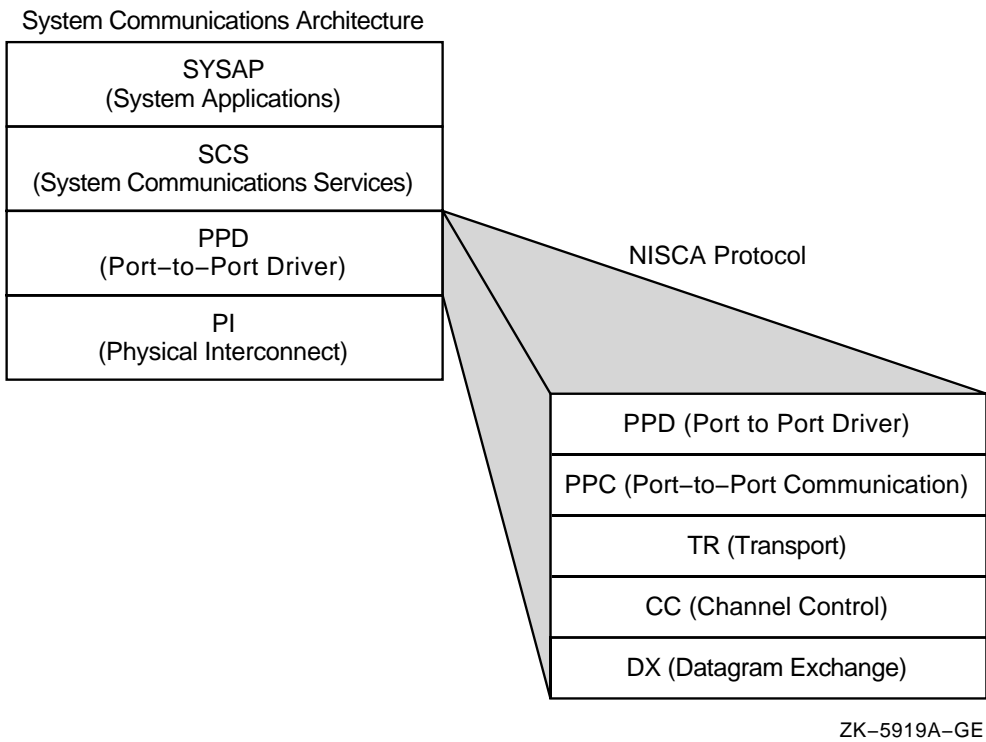 System Communications Architecture
SYSAP
(System Applications)
SCS
(System Communications Services)
PPD
(Port−to−Port Driver)
PI
(Physical Interconnect)
NISCA Protocol
PPD (Port to Port Driver)
PPC (Port−to−Port Communication)
TR (Transport)
CC (Channel Control)
DX (Datagram Exchange)
ZK−5919A−GE